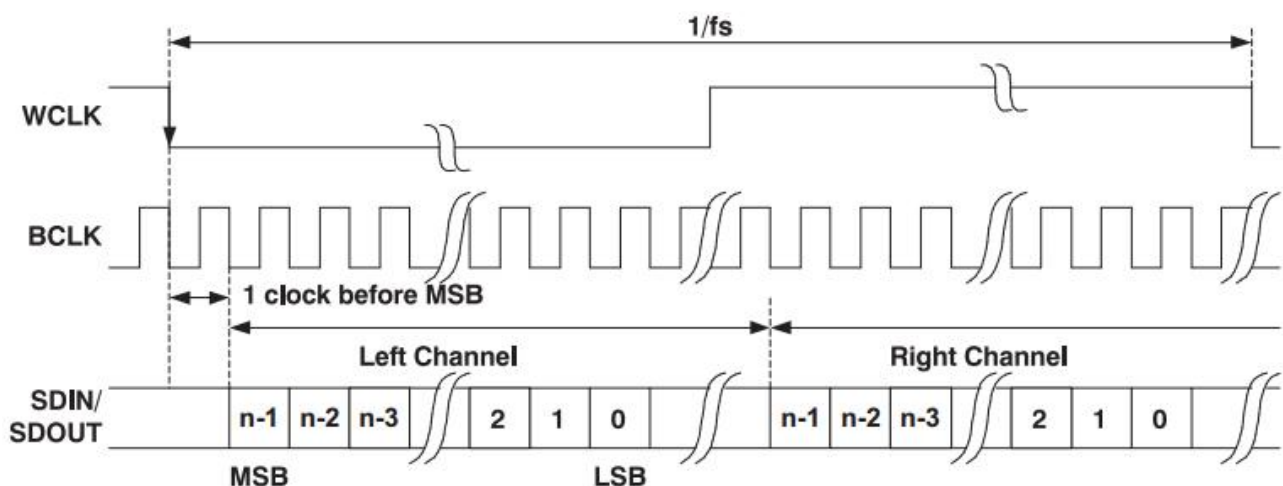 1/fs
WCLK
BCLK
1 clock before MSB
Left Channel
Right Channel
SDIN/
SDOUT
n-1 n-2 n-3 2 1 0 n-1 n-2 n-3 2 1 0
MSB LSB